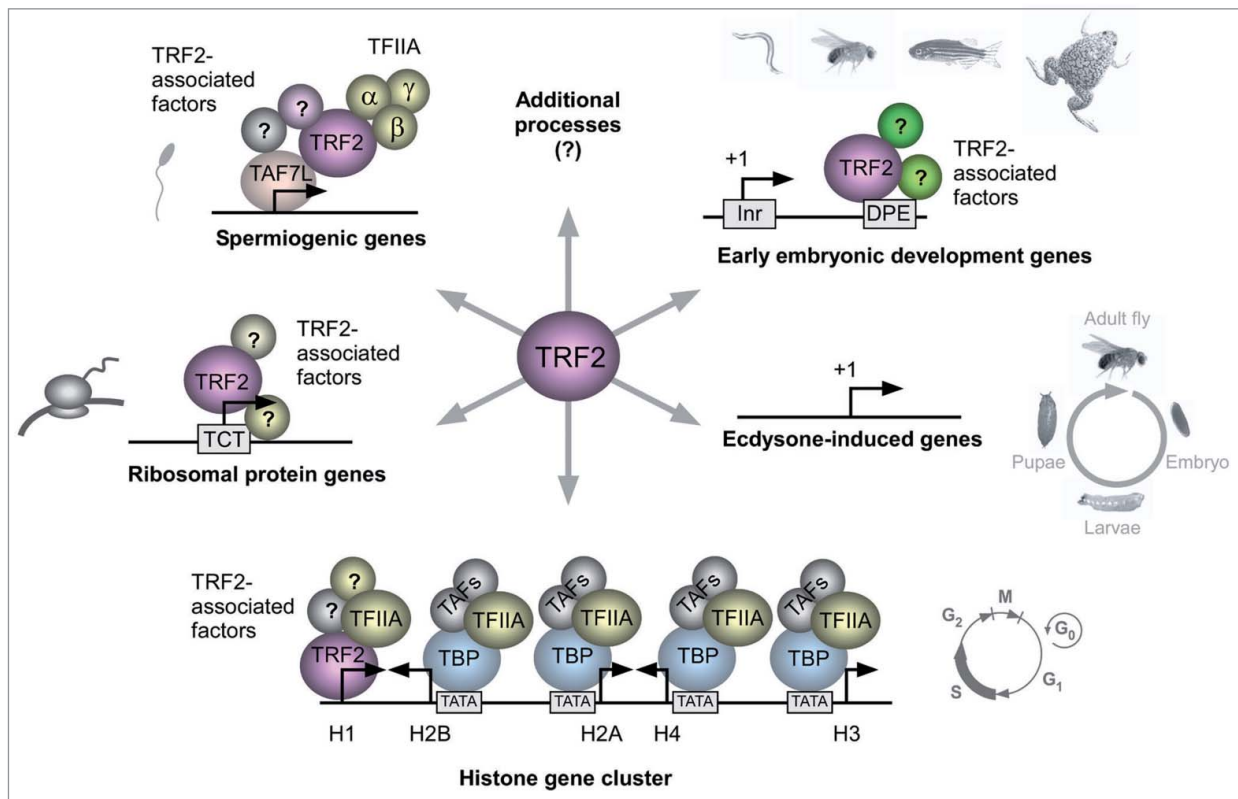 TRF2-
associated
factors
TFIIA
?
?
TRF2
α
γ
β
TAF7L
Spermiogenic genes
Additional
processes
(?)
+1
Inr
TRF2
?
?
DPE
TRF2-
associated
factors
Early embryonic development genes
TRF2-
associated
factors
?
TRF2
?
TCT
Ribosomal protein genes
TRF2
+1
Ecdysone-induced genes
Adult fly
Pupae
Embryo
Larvae
TRF2-
associated
factors
?
?
TFIIA
TRF2
TAFs
TFIIA
TBP
TATA
TAFs
TFIIA
TBP
TATA
TAFs
TFIIA
TBP
TATA
TAFs
TFIIA
TBP
TATA
H1
H2B
H2A
H4
H3
Histone gene cluster
M
G2
G0
S
G1